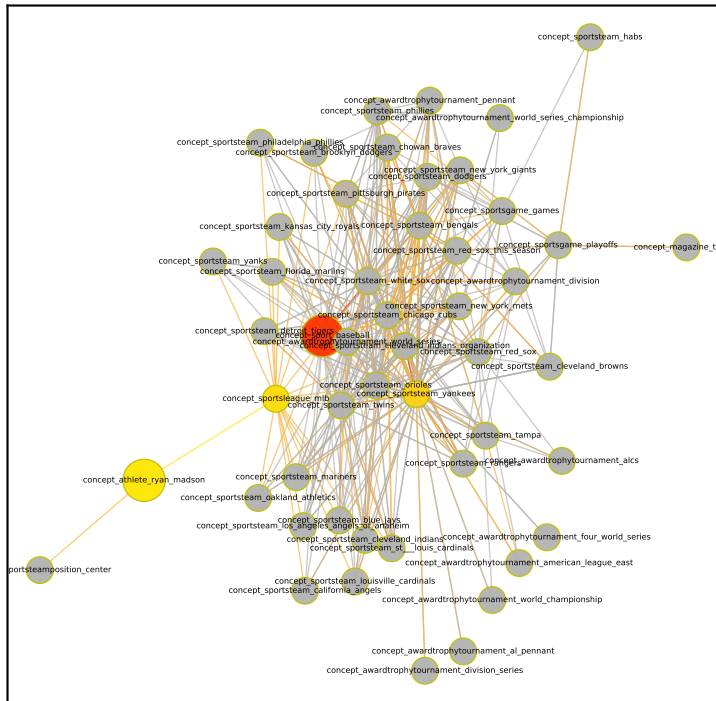 concept_sportsteam_habs
concept_awardtrophytournament_pennant
concept_sportsteam_phillies
concept_awardtrophytournament_world_series_championship
concept_sportsteam_philadelphia_phillies
concept_sportsteam_chowan_braves
concept_sportsteam_brooklyn_dodgers
concept_sportsteam_new_york_giants
concept_sportsteam_dodgers
concept_sportsteam_pittsburgh_pirates
concept_sportsgame_games
concept_sportsteam_kansas_city_royals
concept_sportsteam_bengals
concept_sportsgame_playoffs
concept_magazine_t
concept_sportsteam_red_sox_this_season
concept_sportsteam_yanks
concept_sportsteam_florida_marlins
concept_sportsteam_white_sox
concept_awardtrophytournament_division
concept_sportsteam_new_york_mets
concept_sportsteam_chicago_cubs
concept_sportsteam_detroit_tigers
concept_sport_baseball
concept_awardtrophytournament_world_series
concept_sportsteam_cleveland_indians_organization
concept_sportsteam_red_sox
concept_sportsteam_cleveland_browns
concept_sportsteam_orioles
concept_sportsteam_yankees
concept_sportsleague_mlb
concept_sportsteam_twins
concept_sportsteam_tampa
concept_awardtrophytournament_alcs
concept_sportsteam_rangers
concept_athlete_ryan_madson
concept_sportsteam_mariners
concept_sportsteam_oakland_athletics
concept_sportsteam_blue_jays
concept_sportsteam_los_angeles_angels_of_anaheim
concept_awardtrophytournament_four_world_series
concept_sportsteam_cleveland_indians
concept_sportsteam_st__louis_cardinals
concept_awardtrophytournament_american_league_east
portsteamposition_center
concept_sportsteam_louisville_cardinals
concept_sportsteam_california_angels
concept_awardtrophytournament_world_championship
concept_awardtrophytournament_al_pennant
concept_awardtrophytournament_division_series